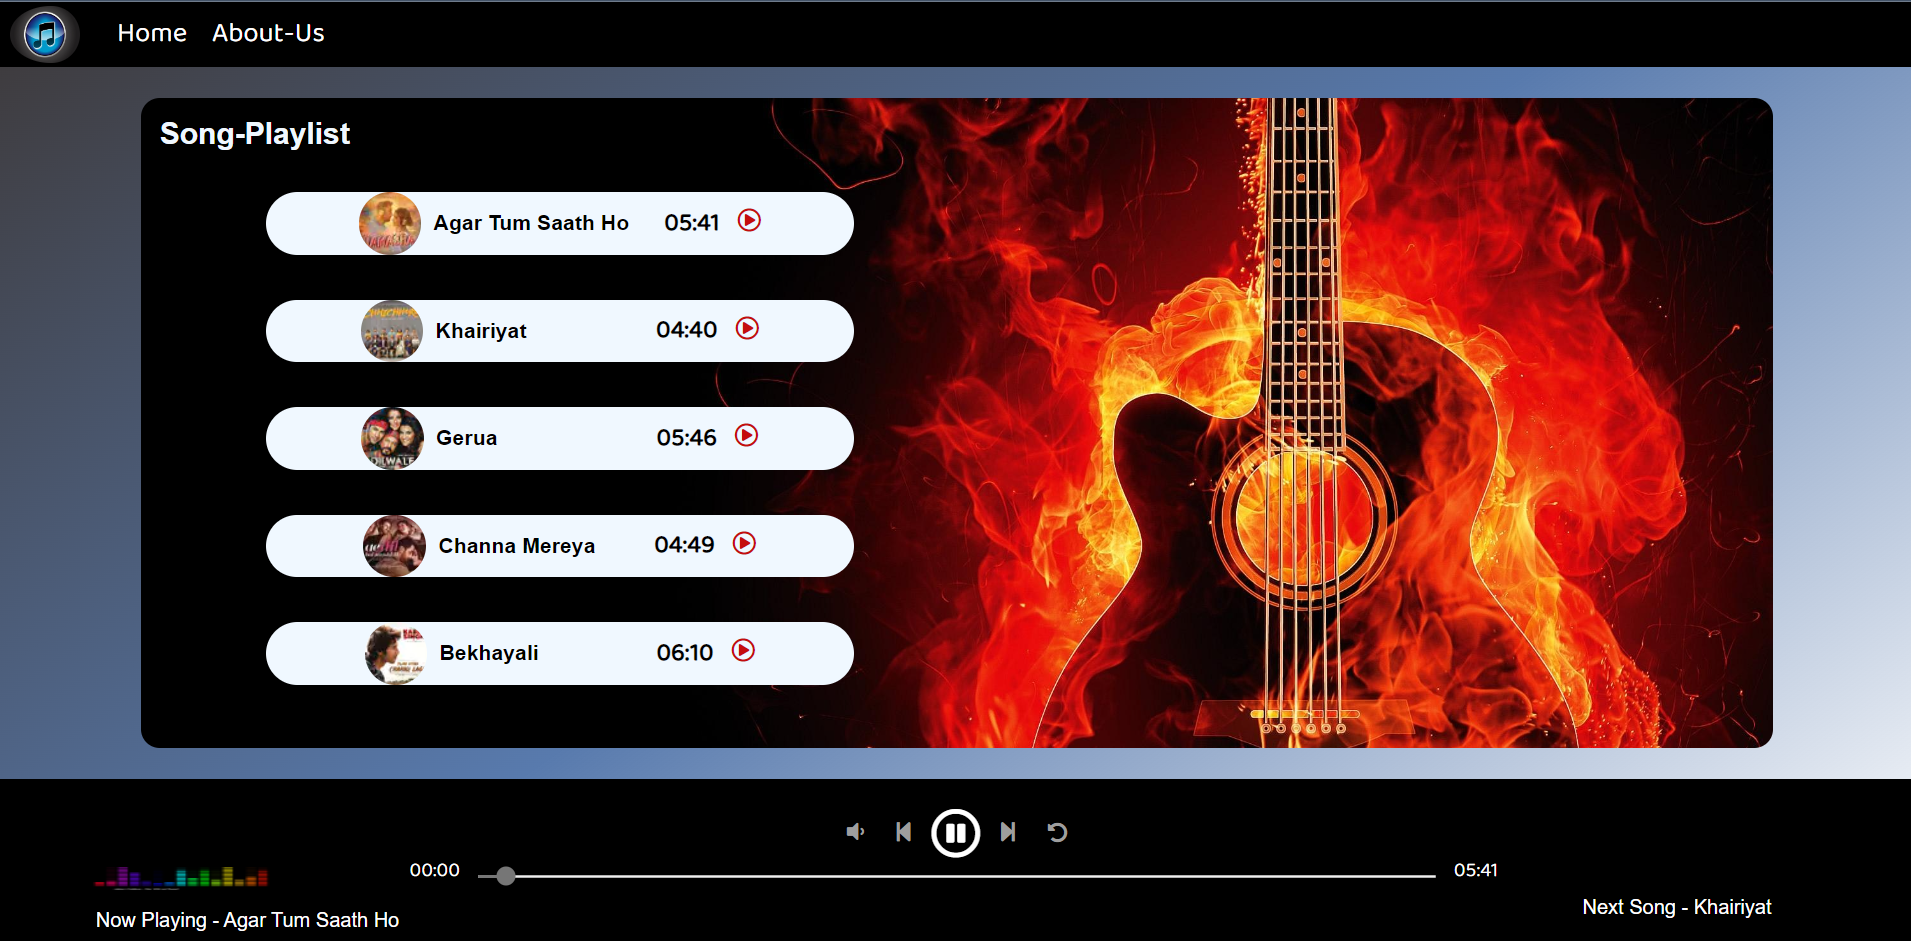 Home About-Us
Song-Playlist
Agar Tum Saath Ho 05:41
Khairiyat 04:40
Gerua 05:46
Channa Mereya 04:49
Bekhayali 06:10
00:00 05:41
Now Playing - Agar Tum Saath Ho
Next Song - Khairiyat